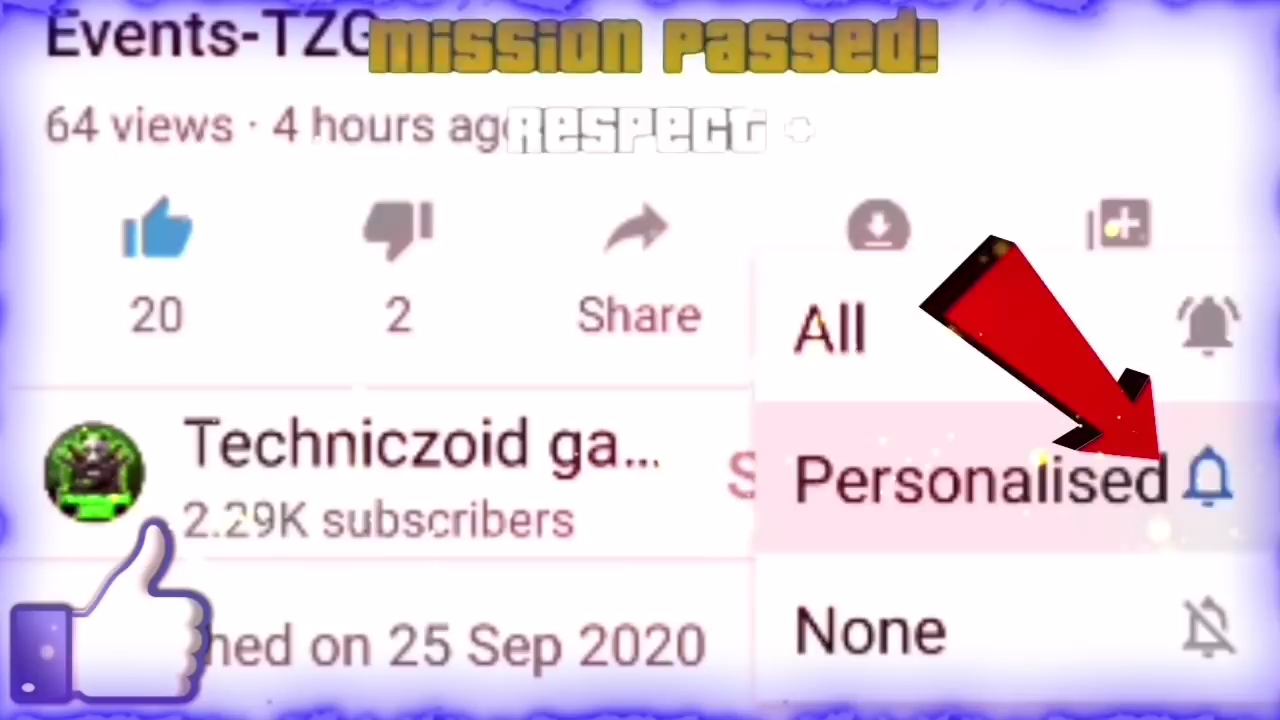 Events-TZG
mission passed!
64 views · 4 hours ago
RESPECT +
20
2
Share
All
Techniczoid ga...
2.29K subscribers
S
Personalised
hed on 25 Sep 2020
None